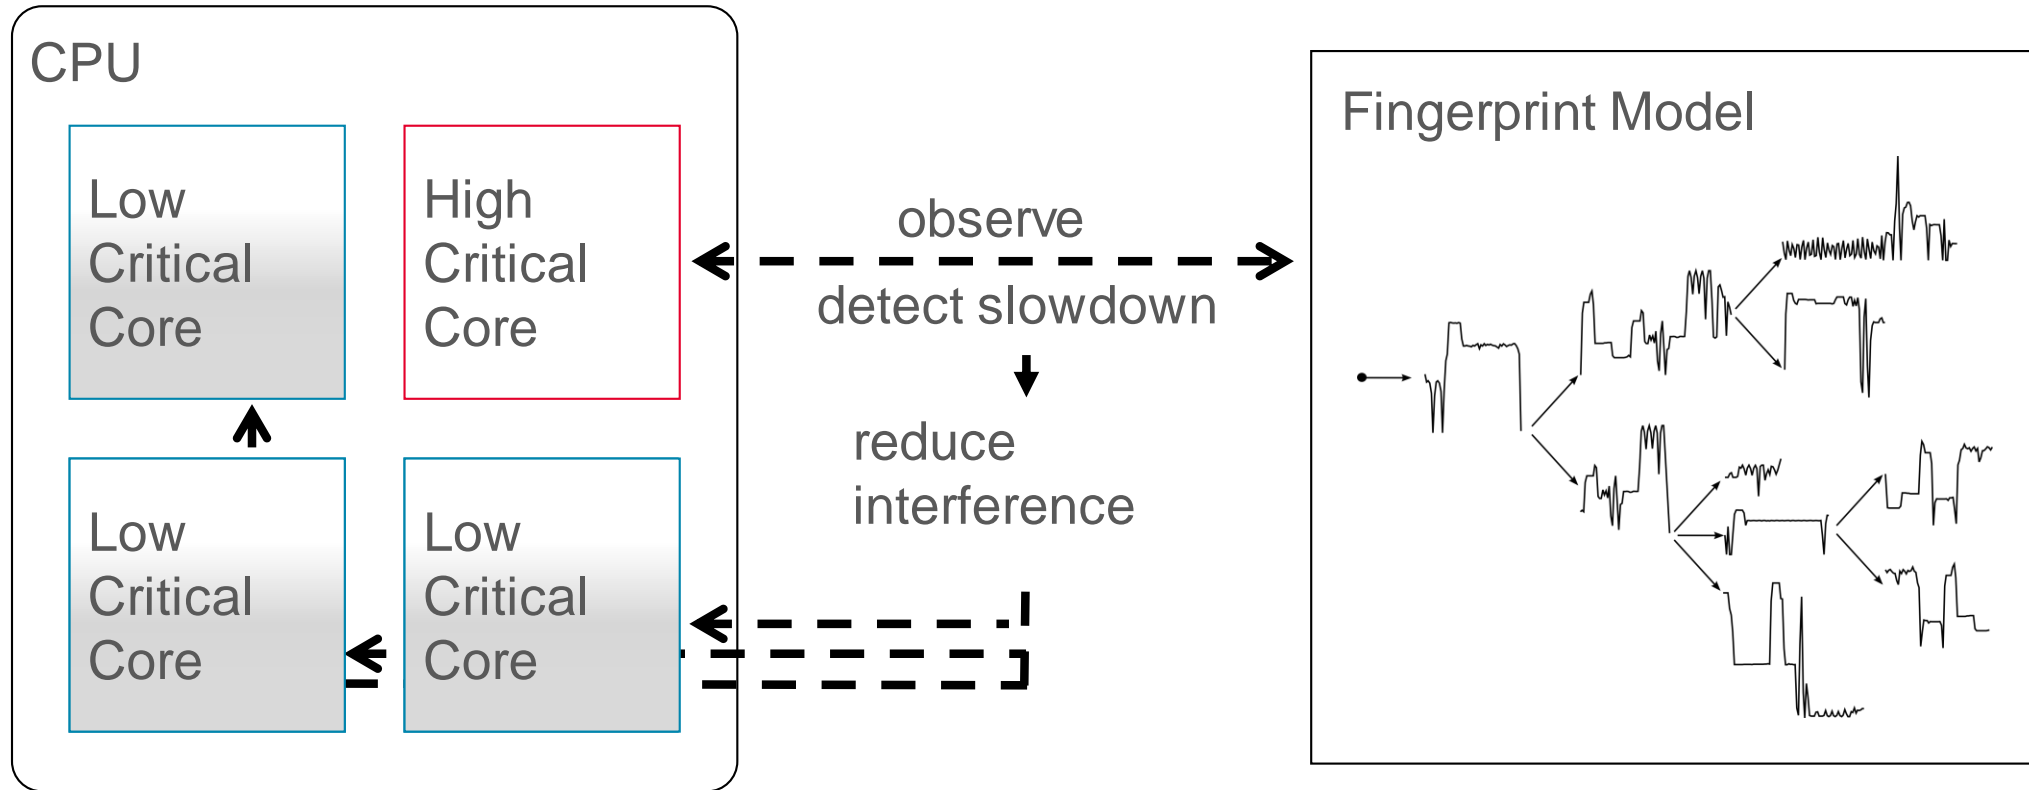 CPU
Low
Critical
Core
High
Critical
Core
Low
Critical
Core
Low
Critical
Core
observe
detect slowdown
reduce
interference
Fingerprint Model